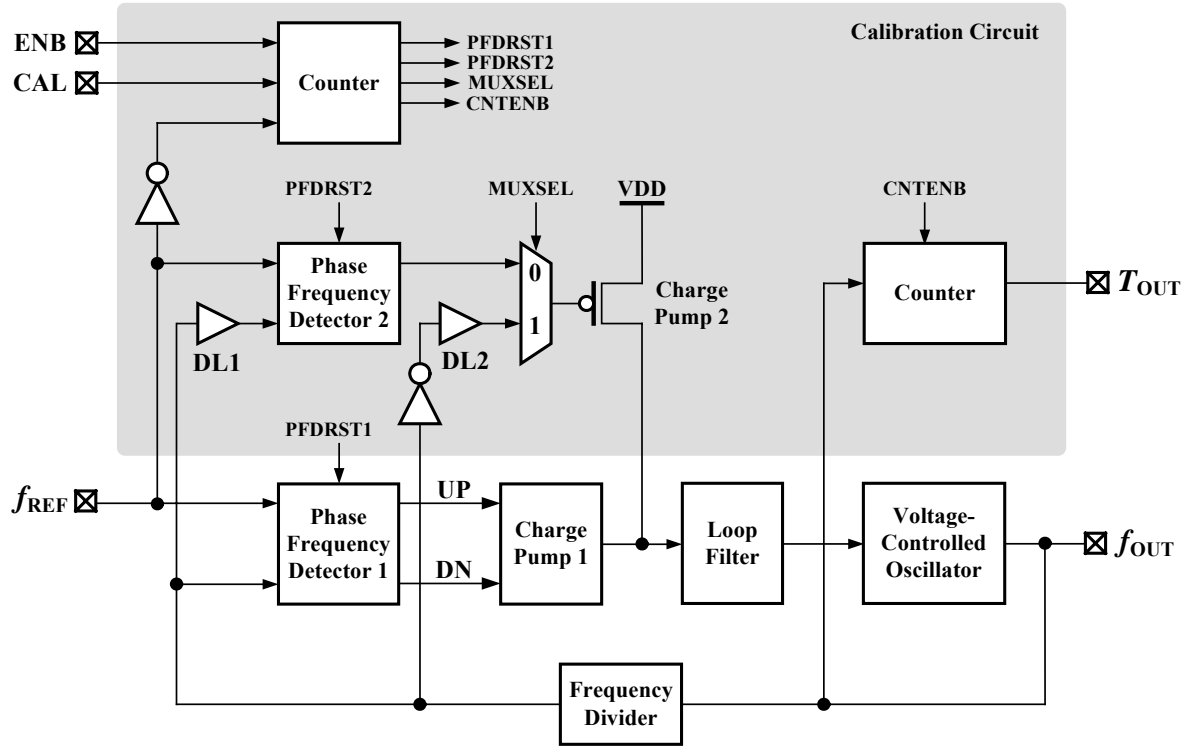 Calibration Circuit
ENB
CAL
Counter
PFDRST1
PFDRST2
MUXSEL
CNTENB
PFDRST2
MUXSEL
VDD
CNTENB
Phase
Frequency
Detector 2
0
1
Charge
Pump 2
Counter
TOUT
DL1
DL2
PFDRST1
fREF
Phase
Frequency
Detector 1
UP
DN
Charge
Pump 1
Loop
Filter
Voltage-
Controlled
Oscillator
fOUT
Frequency
Divider